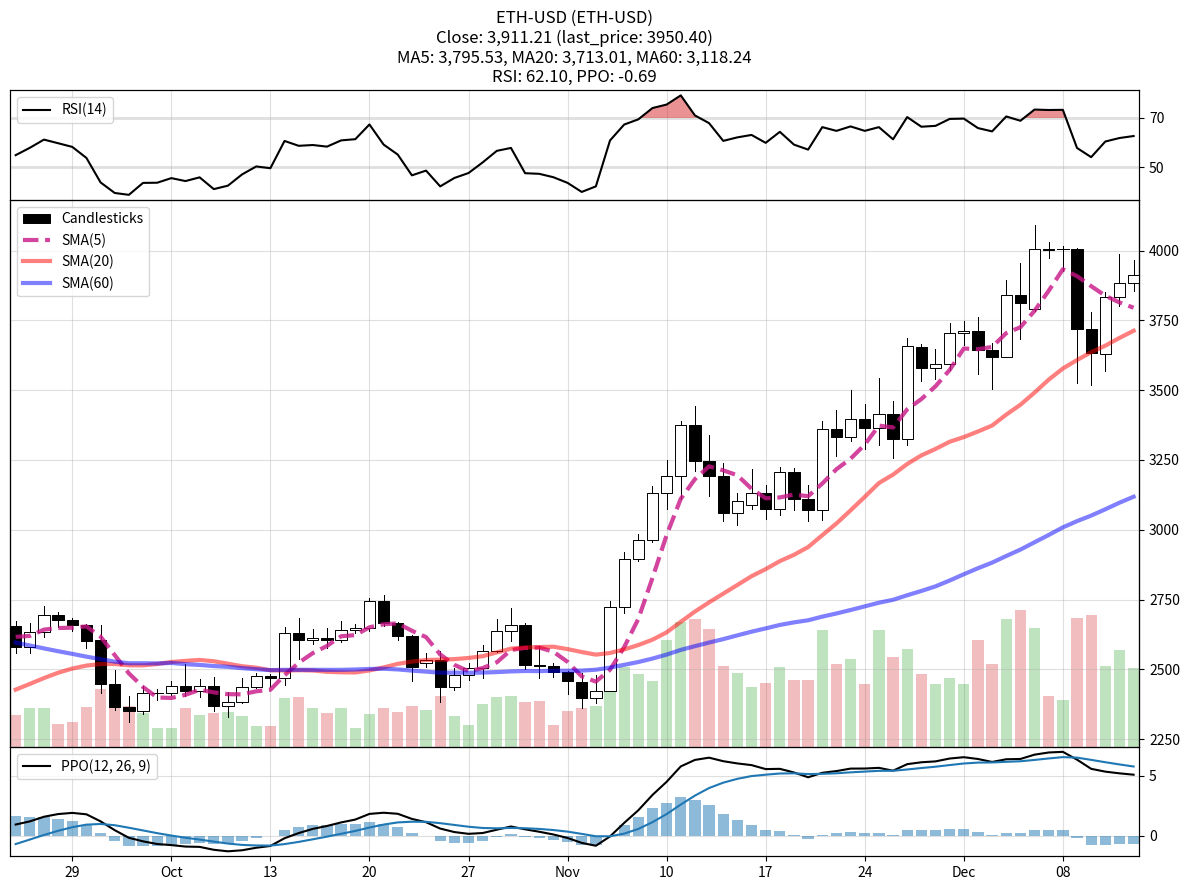 ETH-USD (ETH-USD)
Close: 3,911.21 (last_price: 3950.40)
MA5: 3,795.53, MA20: 3,713.01, MA60: 3,118.24
RSI: 62.10, PPO: -0.69
RSI(14)
70
50
Candlesticks
SMA(5)
SMA(20)
SMA(60)
4000
3750
3500
3250
3000
2750
2500
2250
PPO(12, 26, 9)
5
0
29 Oct 13 20 27 Nov 10 17 24 Dec 08